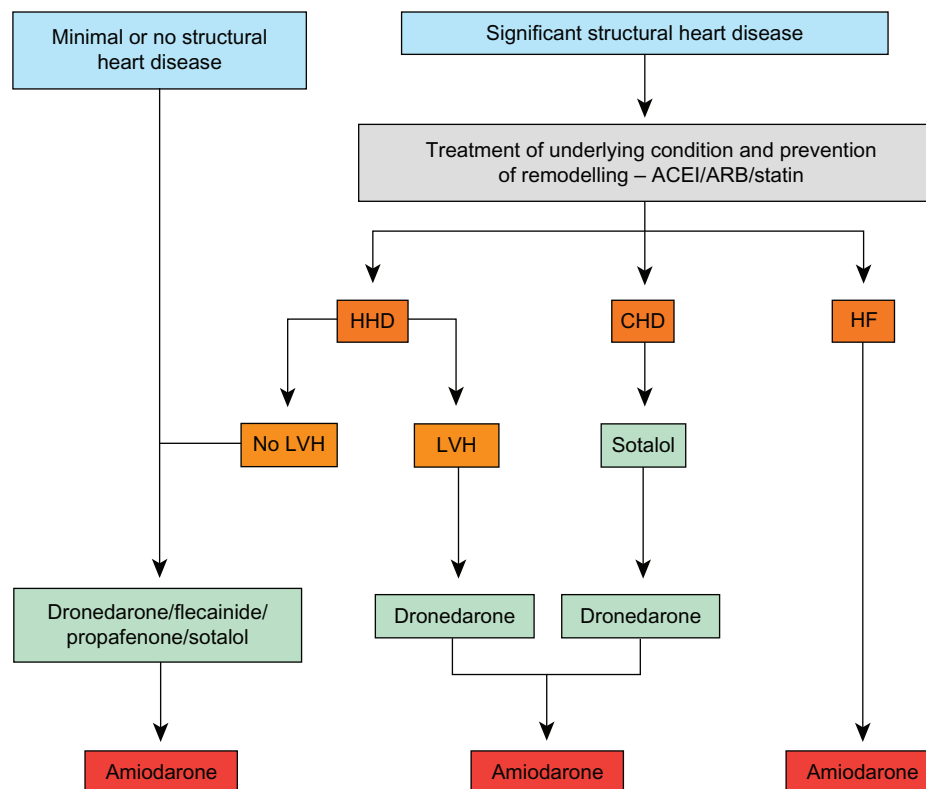 Minimal or no structural
heart disease
Significant structural heart disease
Treatment of underlying condition and prevention
of remodelling – ACEI/ARB/statin
HHD
CHD
HF
No LVH
LVH
Sotalol
Dronedarone/flecainide/
propafenone/sotalol
Dronedarone
Dronedarone
Amiodarone
Amiodarone
Amiodarone